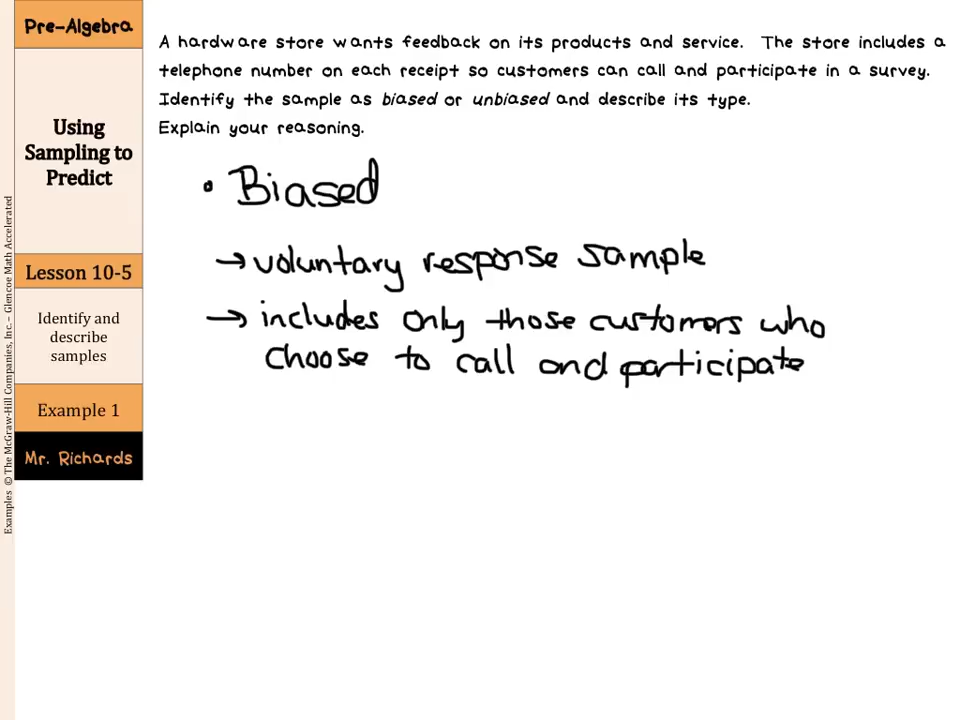 Pre-Algebra
A hardware store wants feedback on its products and service. The store includes a
telephone number on each receipt so customers can call and participate in a survey.
Identify the sample as biased or unbiased and describe its type.
Explain your reasoning.
Using
Sampling to
Predict
• Biased
→ voluntary response sample
→ includes only those customers who
choose to call and participate
Lesson 10-5
Identify and
describe
samples
Example 1
Mr. Richards
Examples © The McGraw-Hill Companies, Inc. – Glencoe Math Accelerated